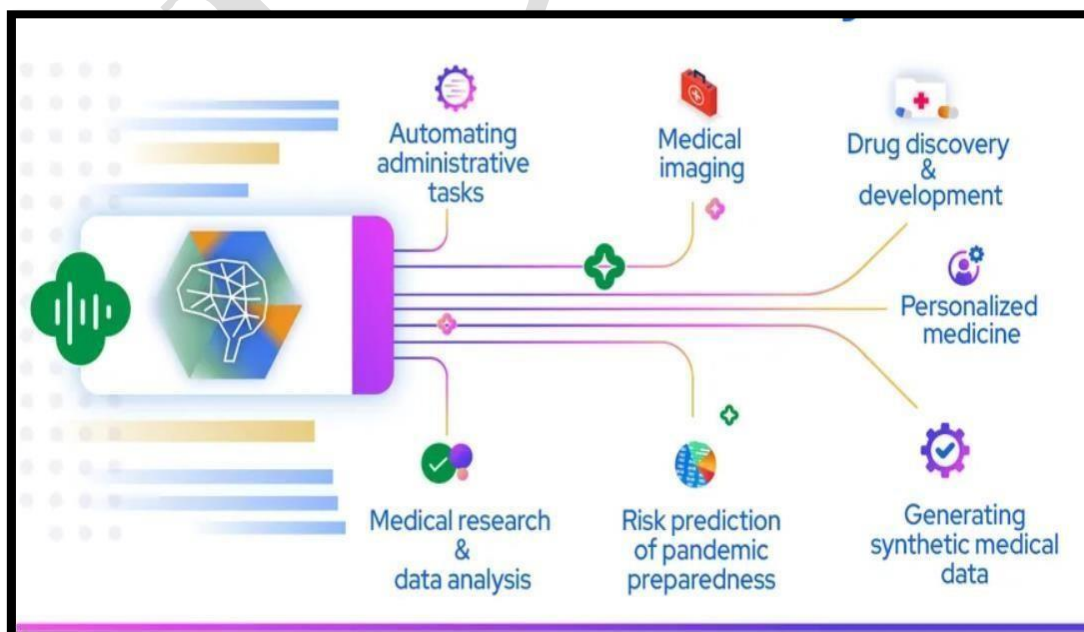 Automating
administrative
tasks
Medical
imaging
Drug discovery
&
development
Personalized
medicine
Medical research
&
data analysis
Risk prediction
of pandemic
preparedness
Generating
synthetic medical
data